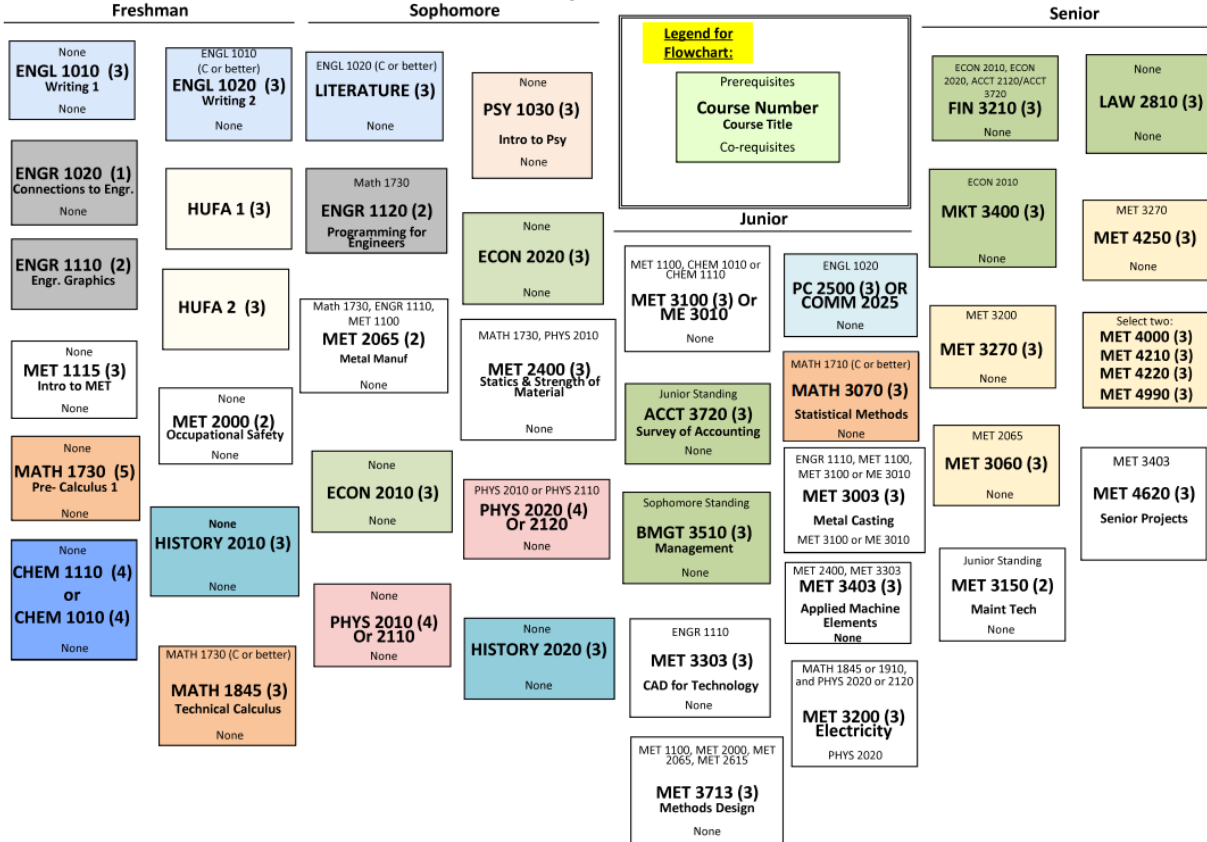 Freshman
None
ENGL 1010 (3)
Writing 1
None
ENGR 1020 (1)
Connections to Engr.
None
ENGR 1110 (2)
Engr. Graphics
None
MET 1115 (3)
Intro to MET
None
None
MATH 1730 (5)
Pre- Calculus 1
None
None
CHEM 1110 (4)
or
CHEM 1010 (4)
None
ENGL 1010
(C or better)
ENGL 1020 (3)
Writing 2
None
HUFA 1 (3)
HUFA 2 (3)
None
MET 2000 (2)
Occupational Safety
None
None
HISTORY 2010 (3)
None
MATH 1730 (C or better)
MATH 1845 (3)
Technical Calculus
None
Sophomore
ENGL 1020 (C or better)
LITERATURE (3)
None
Math 1730
ENGR 1120 (2)
Programming for
Engineers
Math 1730, ENGR 1110,
MET 1100
MET 2065 (2)
Metal Manuf
None
None
ECON 2010 (3)
None
None
PHYS 2010 (4)
Or 2110
None
None
PSY 1030 (3)
Intro to Psy
None
ECON 2020 (3)
None
MATH 1730, PHYS 2010
MET 2400 (3)
Statics & Strength of
Material
None
PHYS 2010 or PHYS 2110
PHYS 2020 (4)
Or 2120
None
None
HISTORY 2020 (3)
None
Legend for
Flowchart:
Prerequisites
Course Number
Course Title
Co-requisites
Junior
MET 1100, CHEM 1010 or
CHEM 1110
MET 3100 (3) Or
ME 3010
None
Junior Standing
ACCT 3720 (3)
Survey of Accounting
None
Sophomore Standing
BMGT 3510 (3)
Management
None
ENGR 1110
MET 3303 (3)
CAD for Technology
None
MET 1100, MET 2000, MET
2065, MET 2615
MET 3713 (3)
Methods Design
None
ENGL 1020
PC 2500 (3) OR
COMM 2025
None
MATH 1710 (C or better)
MATH 3070 (3)
Statistical Methods
None
ENGR 1110, MET 1100,
MET 3100 or ME 3010
MET 3003 (3)
Metal Casting
MET 3100 or ME 3010
MET 2400, MET 3303
MET 3403 (3)
Applied Machine
Elements
None
MATH 1845 or 1910,
and PHYS 2020 or 2120
MET 3200 (3)
Electricity
PHYS 2020
Senior
ECON 2010, ECON
2020, ACCT 2120/ACCT
3720
FIN 3210 (3)
None
ECON 2010
MKT 3400 (3)
None
MET 3200
MET 3270 (3)
None
MET 2065
MET 3060 (3)
None
Junior Standing
MET 3150 (2)
Maint Tech
None
None
LAW 2810 (3)
None
MET 3270
MET 4250 (3)
None
Select two:
MET 4000 (3)
MET 4210 (3)
MET 4220 (3)
MET 4990 (3)
MET 3403
MET 4620 (3)
Senior Projects
None